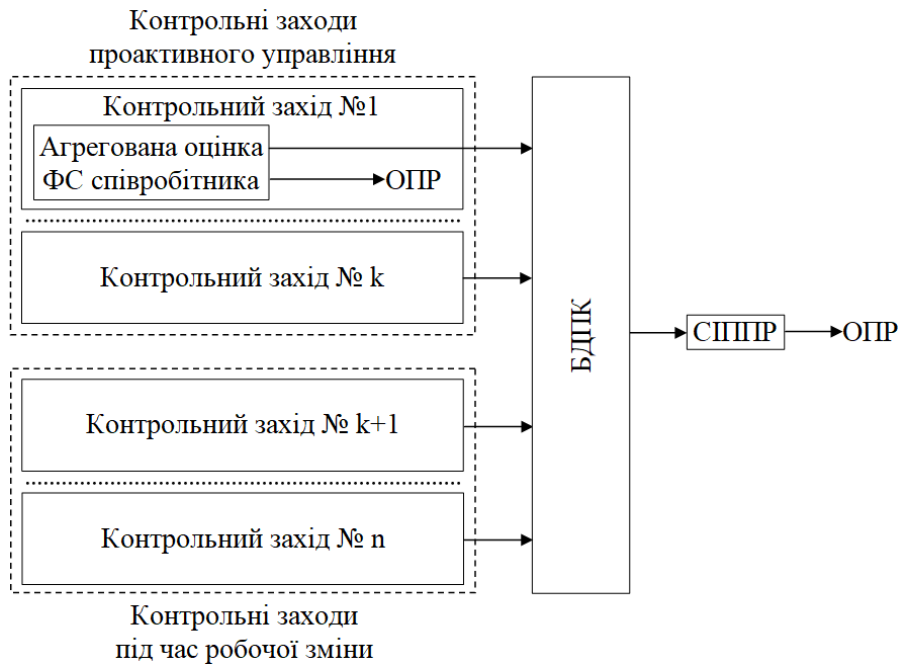 Контрольні заходи
проактивного управління
Контрольний захід №1
Агрегована оцінка
ФС співробітника
ОПР
Контрольний захід № k
Контрольний захід № k+1
Контрольний захід № n
Контрольні заходи
під час робочої зміни
БДПК
СІППР
ОПР